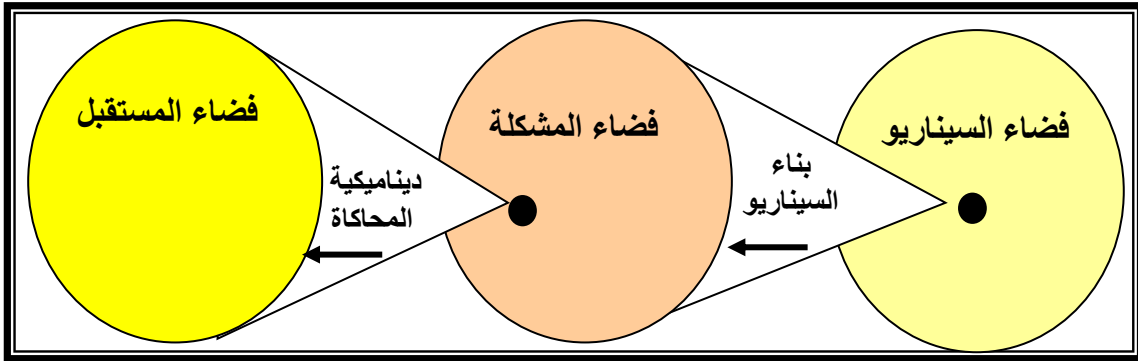 فضاء السيناريو
بناء
السيناريو
فضاء المشكلة
ديناميكية
المحاكاة
فضاء المستقبل